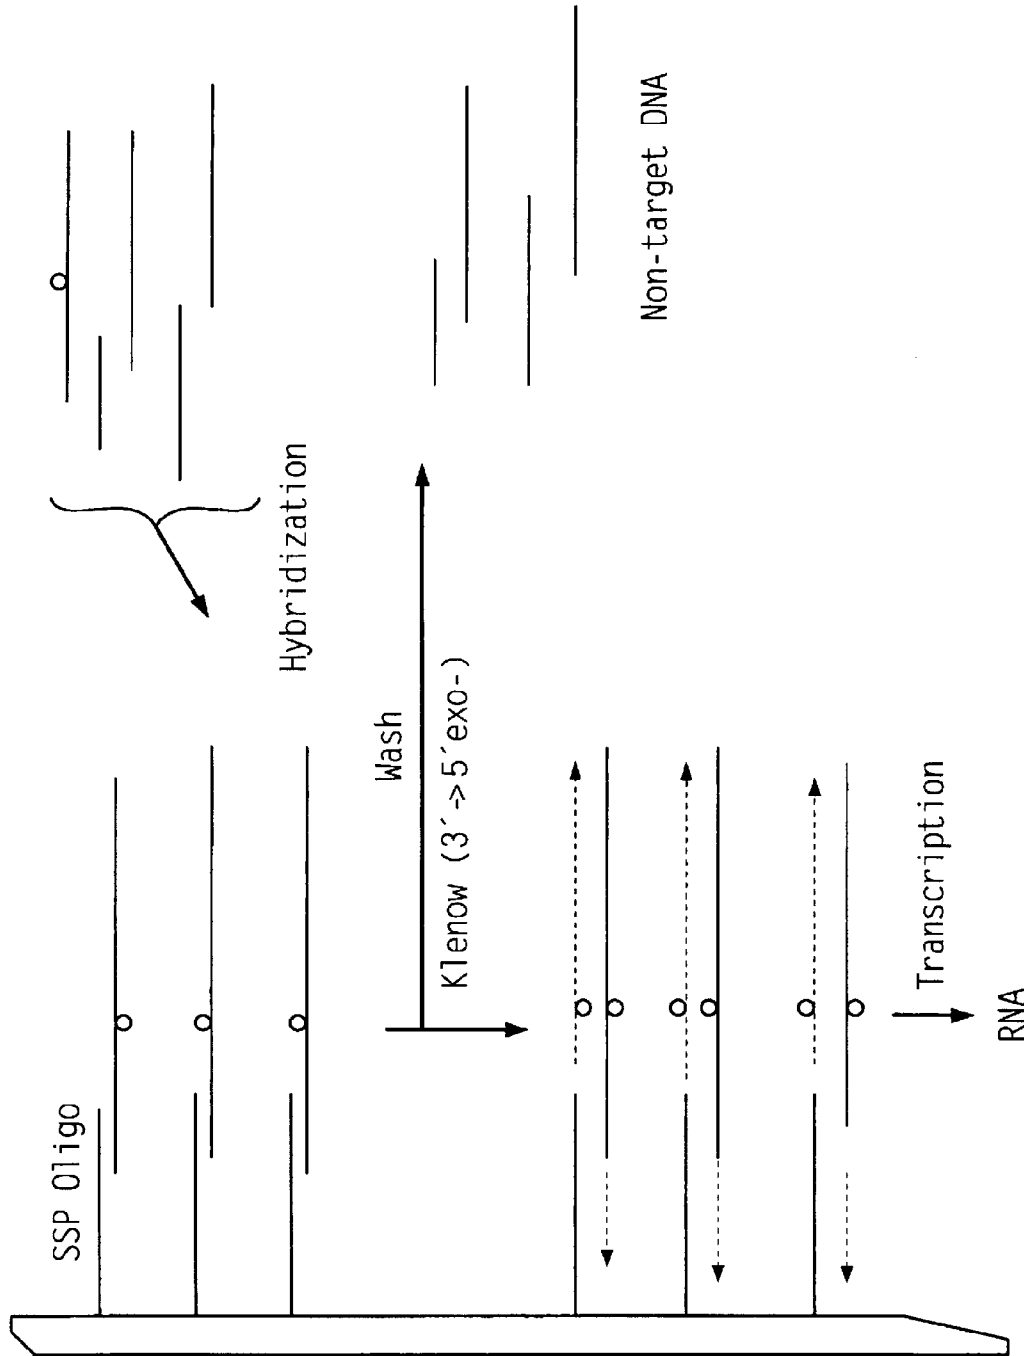 SSP Oligo
Hybridization
Wash
Klenow (3´->5´exo-)
Non-target DNA
Transcription
RNA